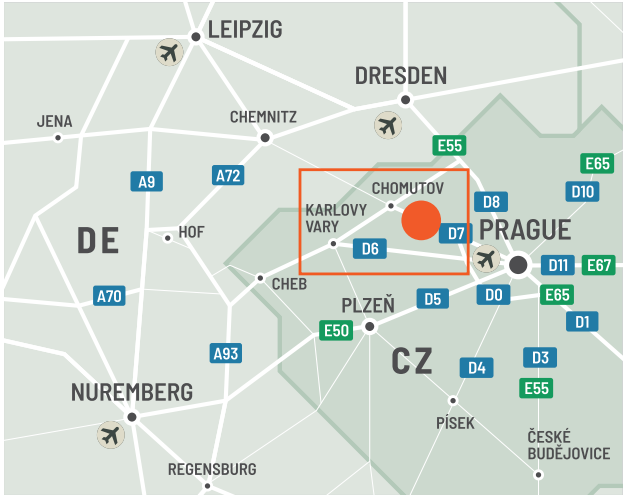 LEIPZIG
DRESDEN
JENA
CHEMNITZ
E55
E65
A9
A72
D10
CHOMUTOV
D8
KARLOVY
VARY
D7
PRAGUE
DE
HOF
D6
D11
E67
CHEB
A70
PLZEŇ
D5
D0
E65
E50
D1
A93
CZ
D4
D3
E55
NUREMBERG
PÍSEK
ČESKÉ
BUDĚJOVICE
REGENSBURG